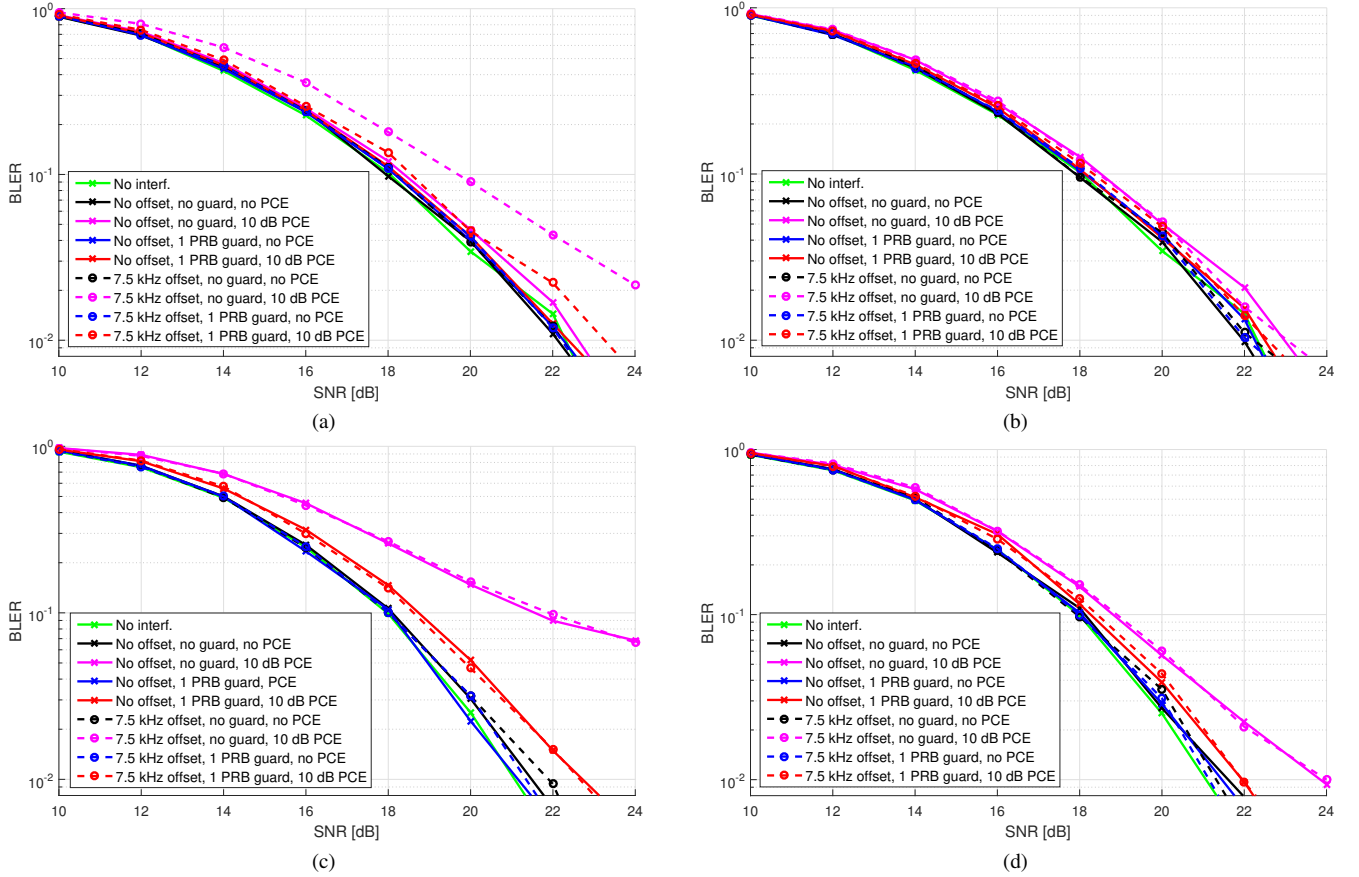 10^0
10^-1
10^-2
BLER
10 12 14 16 18 20 22 24
SNR [dB]
No interf.
No offset, no guard, no PCE
No offset, no guard, 10 dB PCE
No offset, 1 PRB guard, no PCE
No offset, 1 PRB guard, 10 dB PCE
7.5 kHz offset, no guard, no PCE
7.5 kHz offset, no guard, 10 dB PCE
7.5 kHz offset, 1 PRB guard, no PCE
7.5 kHz offset, 1 PRB guard, 10 dB PCE
(a)
10^0
10^-1
10^-2
BLER
10 12 14 16 18 20 22 24
SNR [dB]
No interf.
No offset, no guard, no PCE
No offset, no guard, 10 dB PCE
No offset, 1 PRB guard, no PCE
No offset, 1 PRB guard, 10 dB PCE
7.5 kHz offset, no guard, no PCE
7.5 kHz offset, no guard, 10 dB PCE
7.5 kHz offset, 1 PRB guard, no PCE
7.5 kHz offset, 1 PRB guard, 10 dB PCE
(b)
10^0
10^-1
10^-2
BLER
10 12 14 16 18 20 22 24
SNR [dB]
No interf.
No offset, no guard, no PCE
No offset, no guard, 10 dB PCE
No offset, 1 PRB guard, PCE
No offset, 1 PRB guard, 10 dB PCE
7.5 kHz offset, no guard, no PCE
7.5 kHz offset, no guard, 10 dB PCE
7.5 kHz offset, 1 PRB guard, no PCE
7.5 kHz offset, 1 PRB guard, 10 dB PCE
(c)
10^0
10^-1
10^-2
BLER
10 12 14 16 18 20 22 24
SNR [dB]
No interf.
No offset, no guard, no PCE
No offset, no guard, 10 dB PCE
No offset, 1 PRB guard, no PCE
No offset, 1 PRB guard, 10 dB PCE
7.5 kHz offset, no guard, no PCE
7.5 kHz offset, no guard, 10 dB PCE
7.5 kHz offset, 1 PRB guard, no PCE
7.5 kHz offset, 1 PRB guard, 10 dB PCE
(d)